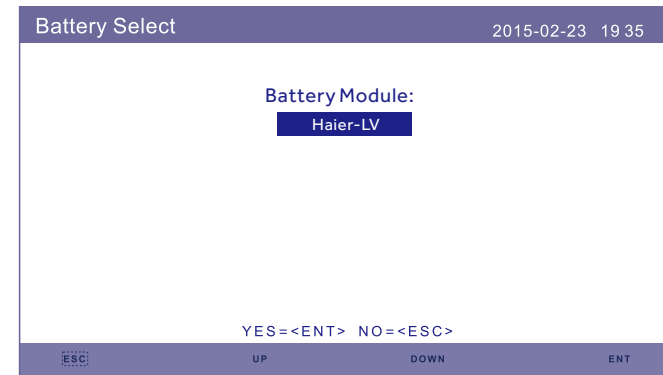 Battery Select 2015-02-23 19 35
Battery Module:
Haier-LV
YES=<ENT> NO=<ESC>
ESC UP DOWN ENT